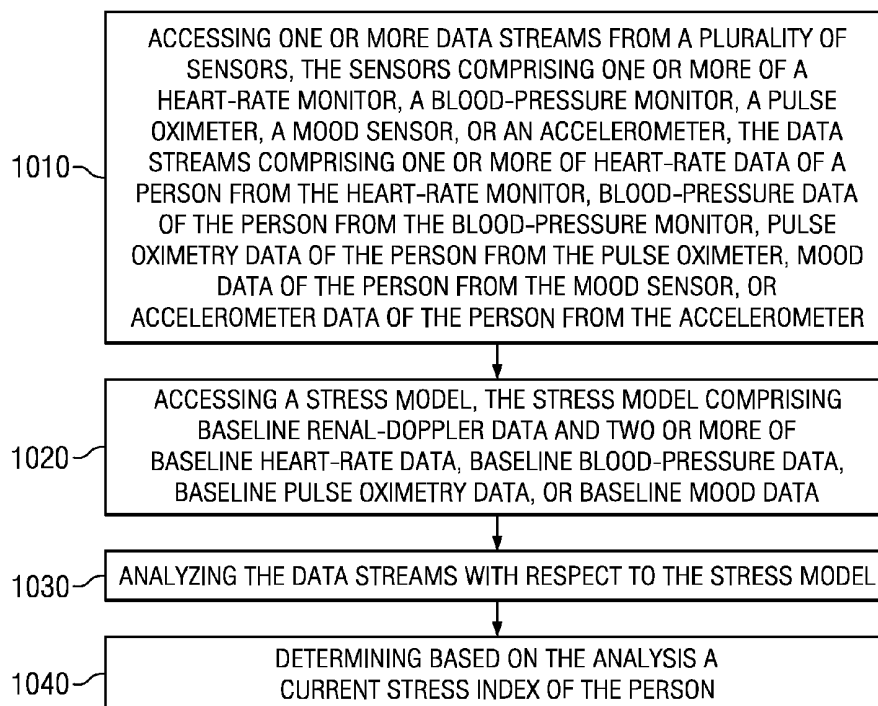 1010
ACCESSING ONE OR MORE DATA STREAMS FROM A PLURALITY OF
SENSORS, THE SENSORS COMPRISING ONE OR MORE OF A
HEART-RATE MONITOR, A BLOOD-PRESSURE MONITOR, A PULSE
OXIMETER, A MOOD SENSOR, OR AN ACCELEROMETER, THE DATA
STREAMS COMPRISING ONE OR MORE OF HEART-RATE DATA OF A
PERSON FROM THE HEART-RATE MONITOR, BLOOD-PRESSURE DATA
OF THE PERSON FROM THE BLOOD-PRESSURE MONITOR, PULSE
OXIMETRY DATA OF THE PERSON FROM THE PULSE OXIMETER, MOOD
DATA OF THE PERSON FROM THE MOOD SENSOR, OR
ACCELEROMETER DATA OF THE PERSON FROM THE ACCELEROMETER
1020
ACCESSING A STRESS MODEL, THE STRESS MODEL COMPRISING
BASELINE RENAL-DOPPLER DATA AND TWO OR MORE OF
BASELINE HEART-RATE DATA, BASELINE BLOOD-PRESSURE DATA,
BASELINE PULSE OXIMETRY DATA, OR BASELINE MOOD DATA
1030
ANALYZING THE DATA STREAMS WITH RESPECT TO THE STRESS MODEL
1040
DETERMINING BASED ON THE ANALYSIS A
CURRENT STRESS INDEX OF THE PERSON